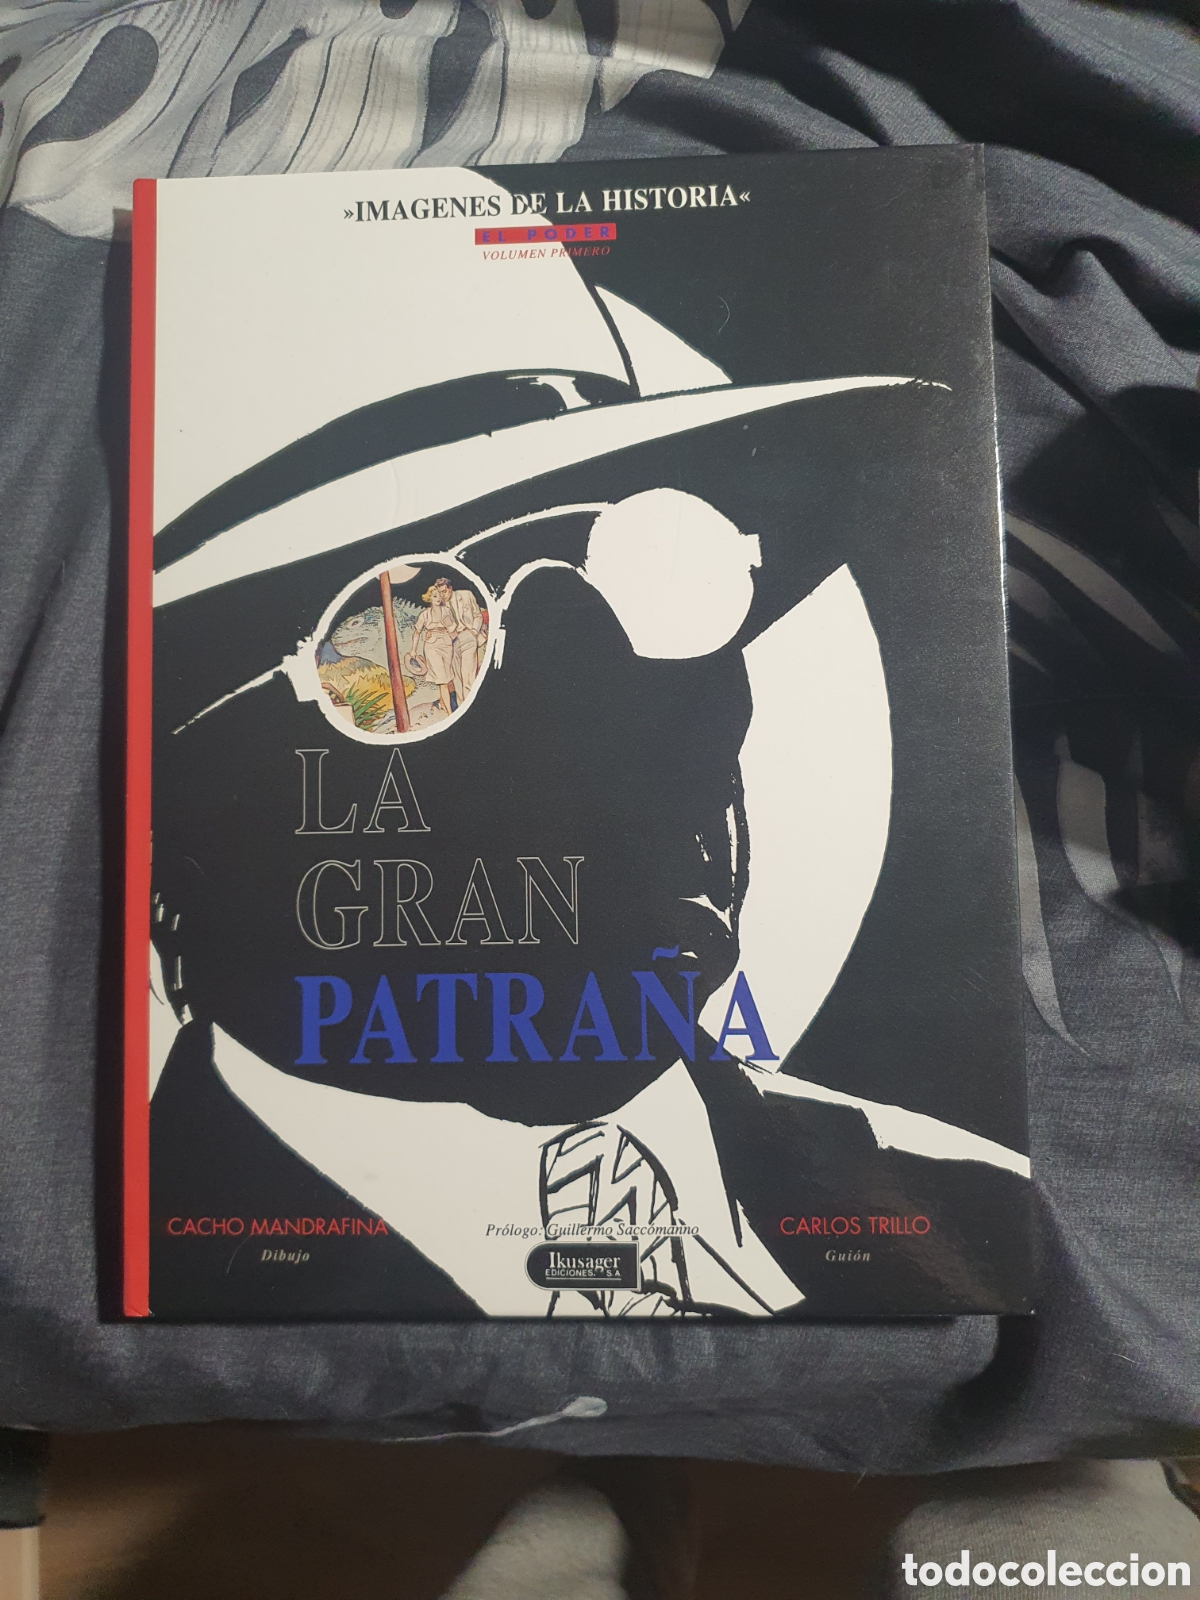 »IMAGENES DE LA HISTORIA«
EL PODER
VOLUMEN PRIMERO
LA
GRAN
PATRAÑA
CACHO MANDRAFINA
Dibujo
Prólogo: Guillermo Saccómanno
Ikusager
EDICIONES, S.A
CARLOS TRILLO
Guión
todocoleccion